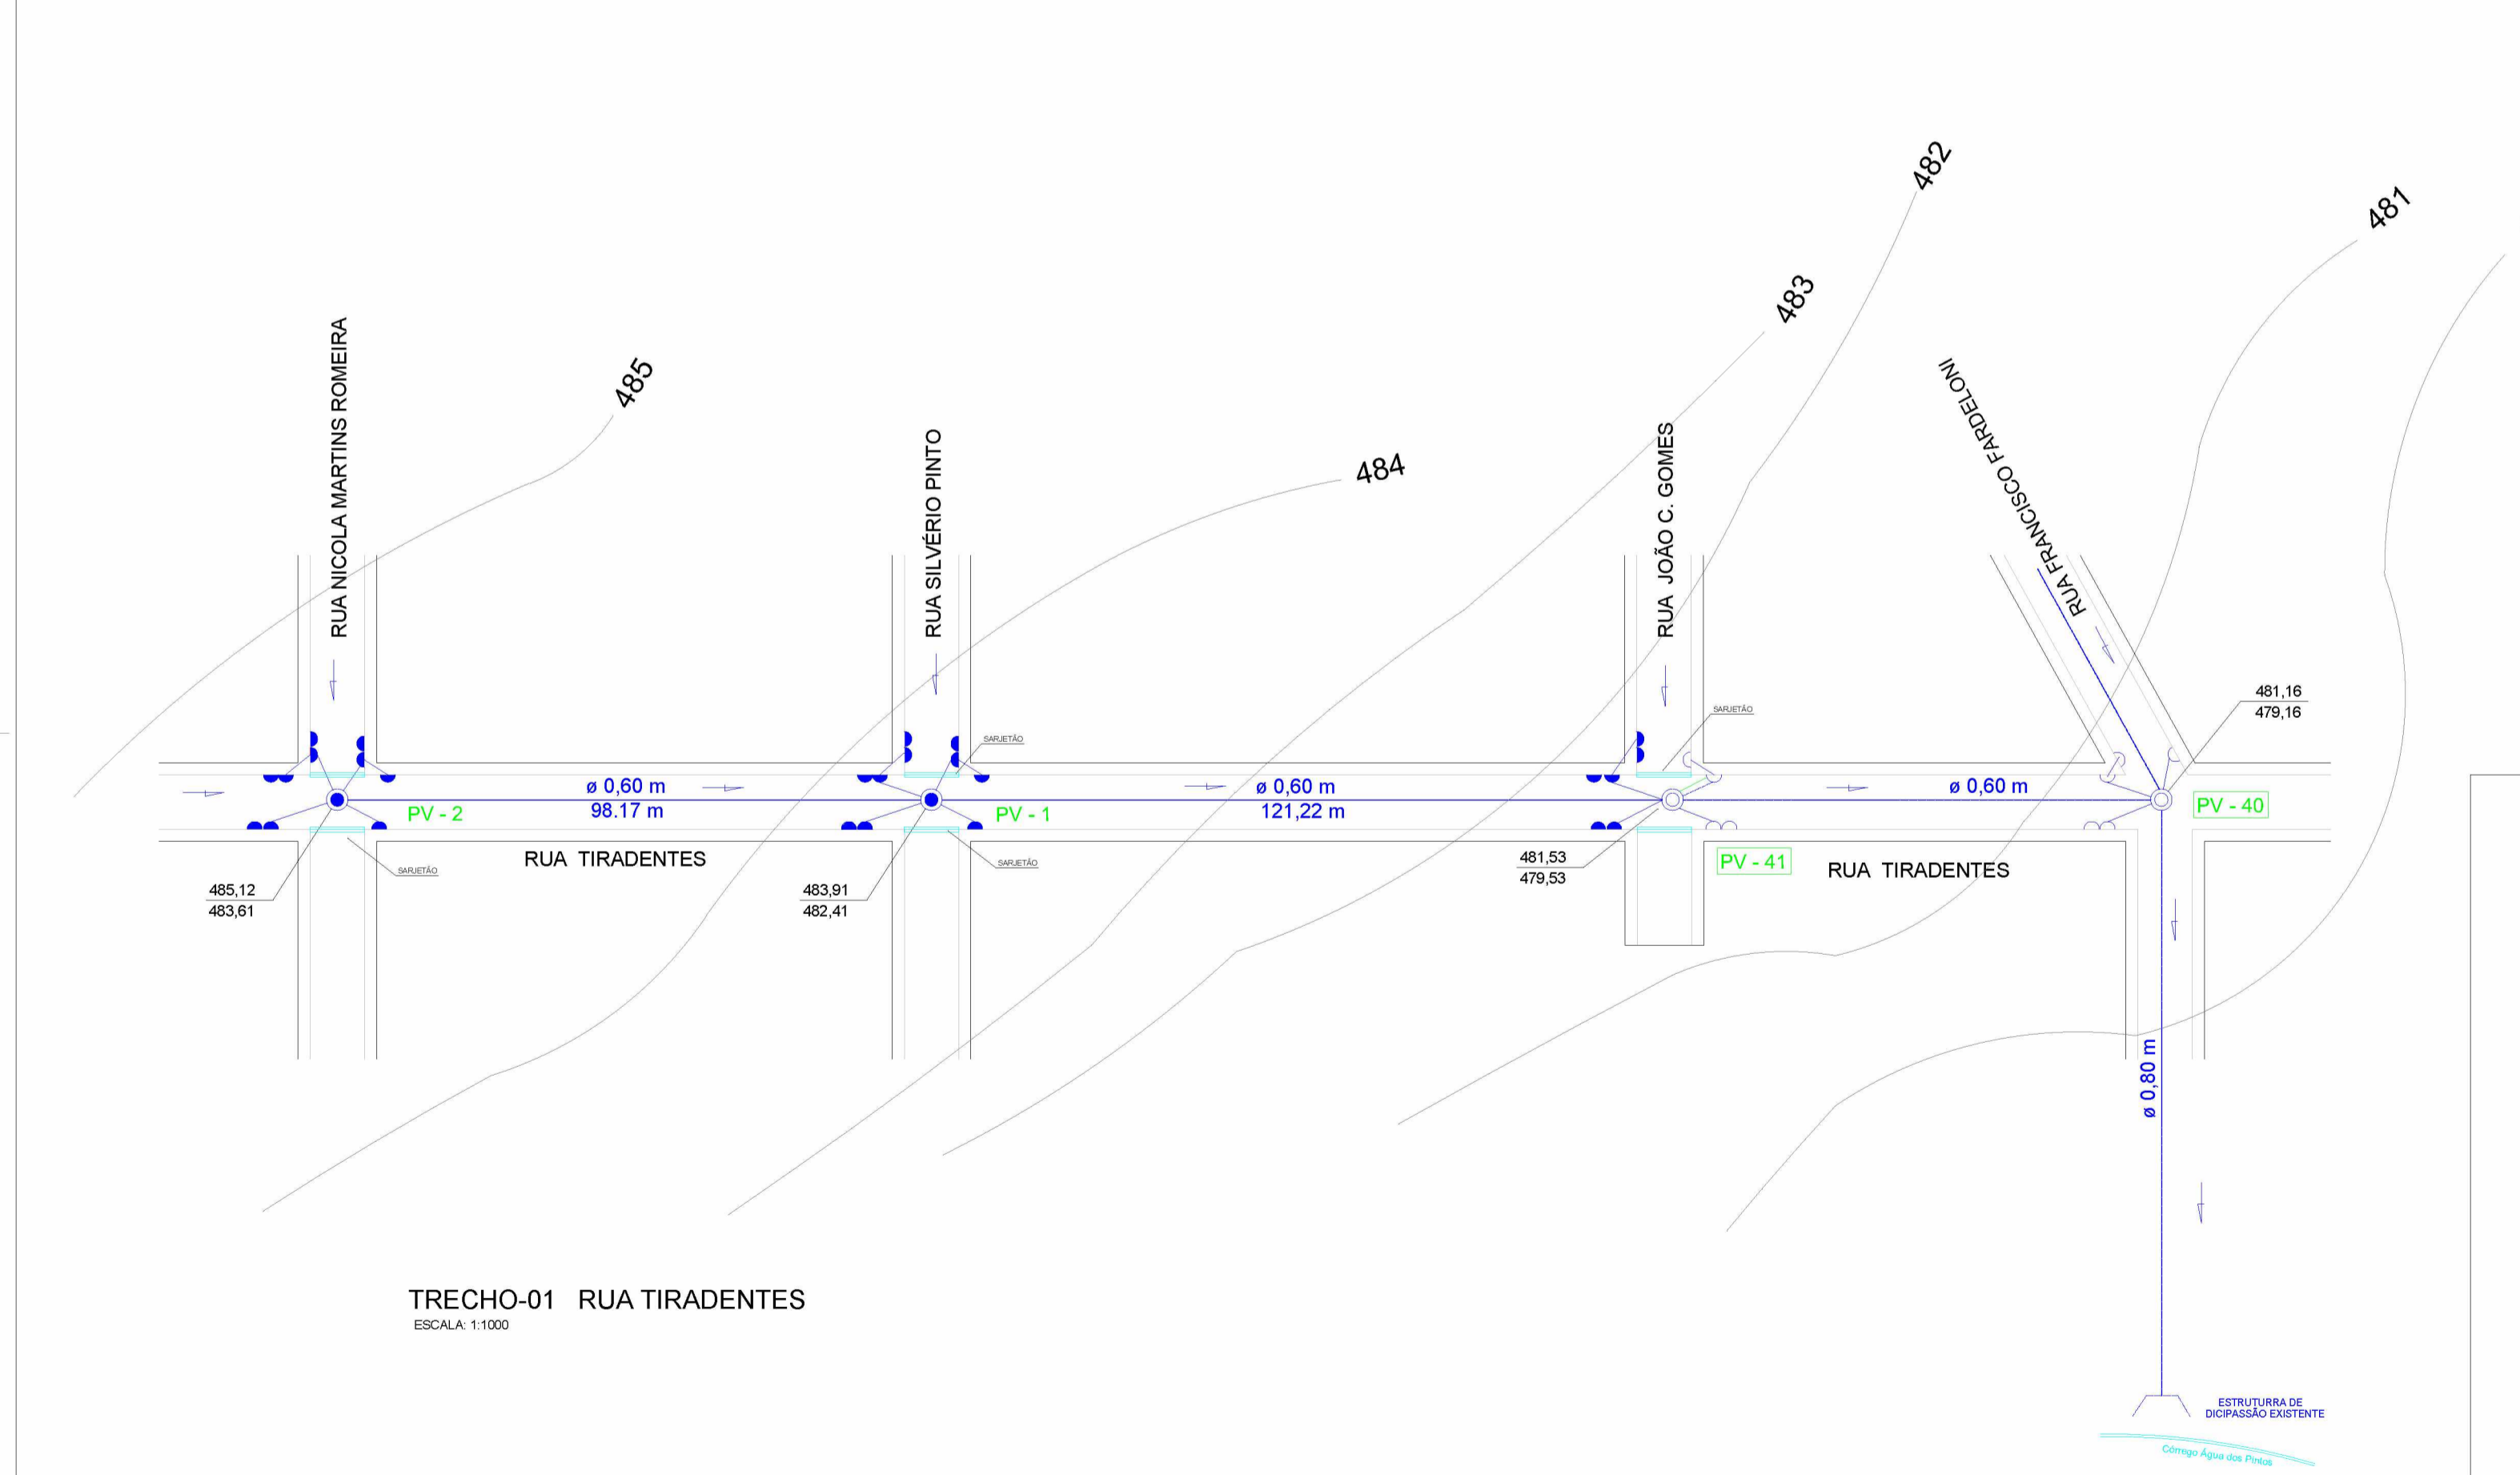 482
481
483
485
484
RUA NICOLA MARTINS ROMEIRA
RUA SILVÉRIO PINTO
RUA JOÃO C. GOMES
RUA FRANCISCO FARDELONI
481,16
479,16
SARJETÃO
SARJETÃO
ø 0,60 m
98.17 m
ø 0,60 m
121,22 m
ø 0,60 m
PV - 2
PV - 1
PV - 40
RUA TIRADENTES
SARJETÃO
SARJETÃO
481,53
479,53
PV - 41
RUA TIRADENTES
485,12
483,61
483,91
482,41
ø 0,80 m
TRECHO-01 RUA TIRADENTES
ESCALA: 1:1000
ESTRUTURRA DE
DICIPASSÃO EXISTENTE
Córrego Água dos Pintos